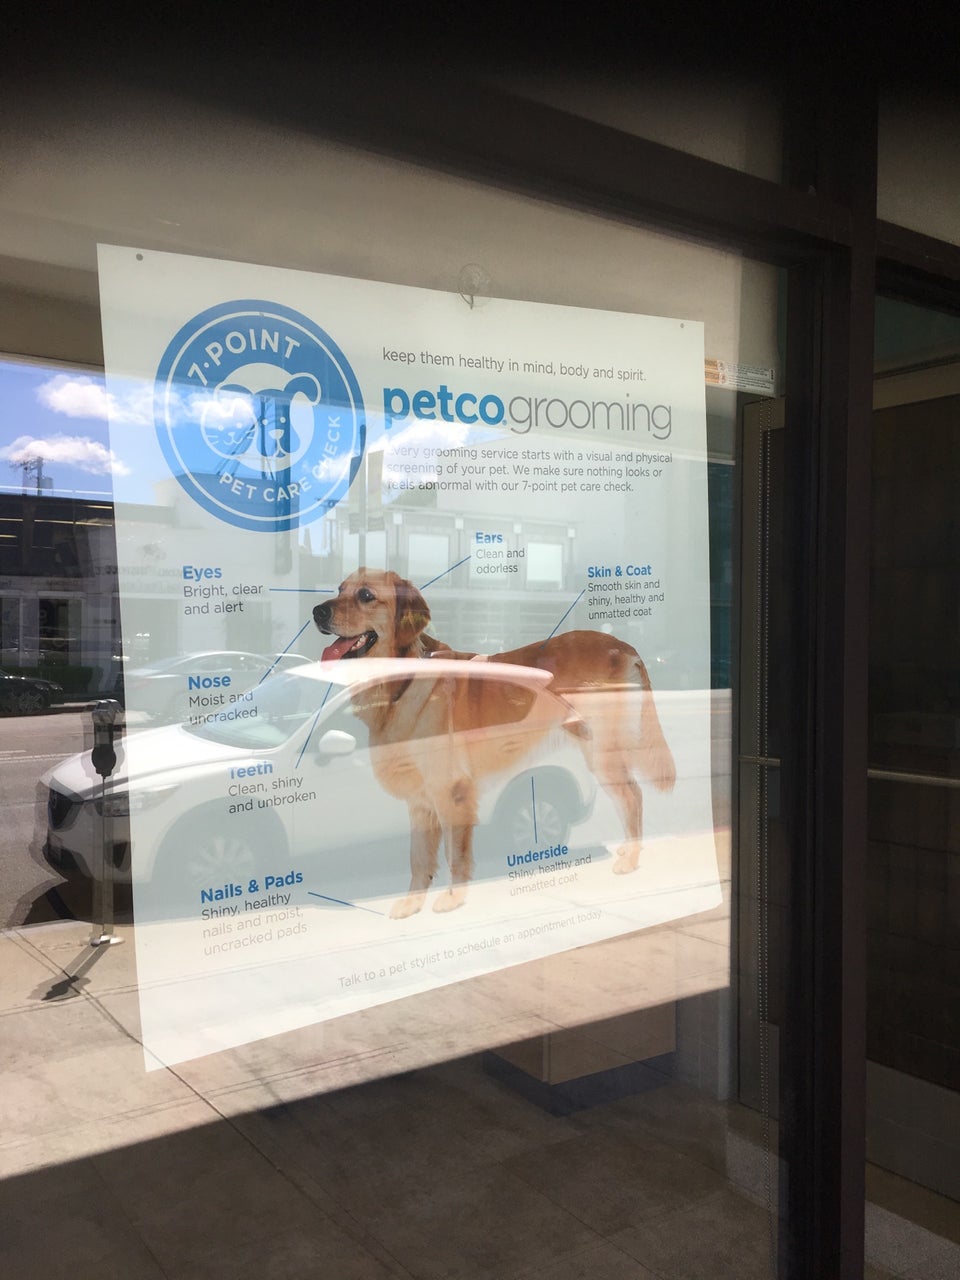 7·POINT
PET CARE CHECK
keep them healthy in mind, body and spirit.
petco.grooming
Every grooming service starts with a visual and physical
screening of your pet. We make sure nothing looks or
feels abnormal with our 7-point pet care check.
Ears
Clean and
odorless
Eyes
Bright, clear
and alert
Skin & Coat
Smooth skin and
shiny, healthy and
unmatted coat
Nose
Moist and
uncracked
Teeth
Clean, shiny
and unbroken
Underside
Shiny, healthy and
unmatted coat
Nails & Pads
Shiny, healthy
nails and moist,
uncracked pads
Talk to a pet stylist to schedule an appointment today.